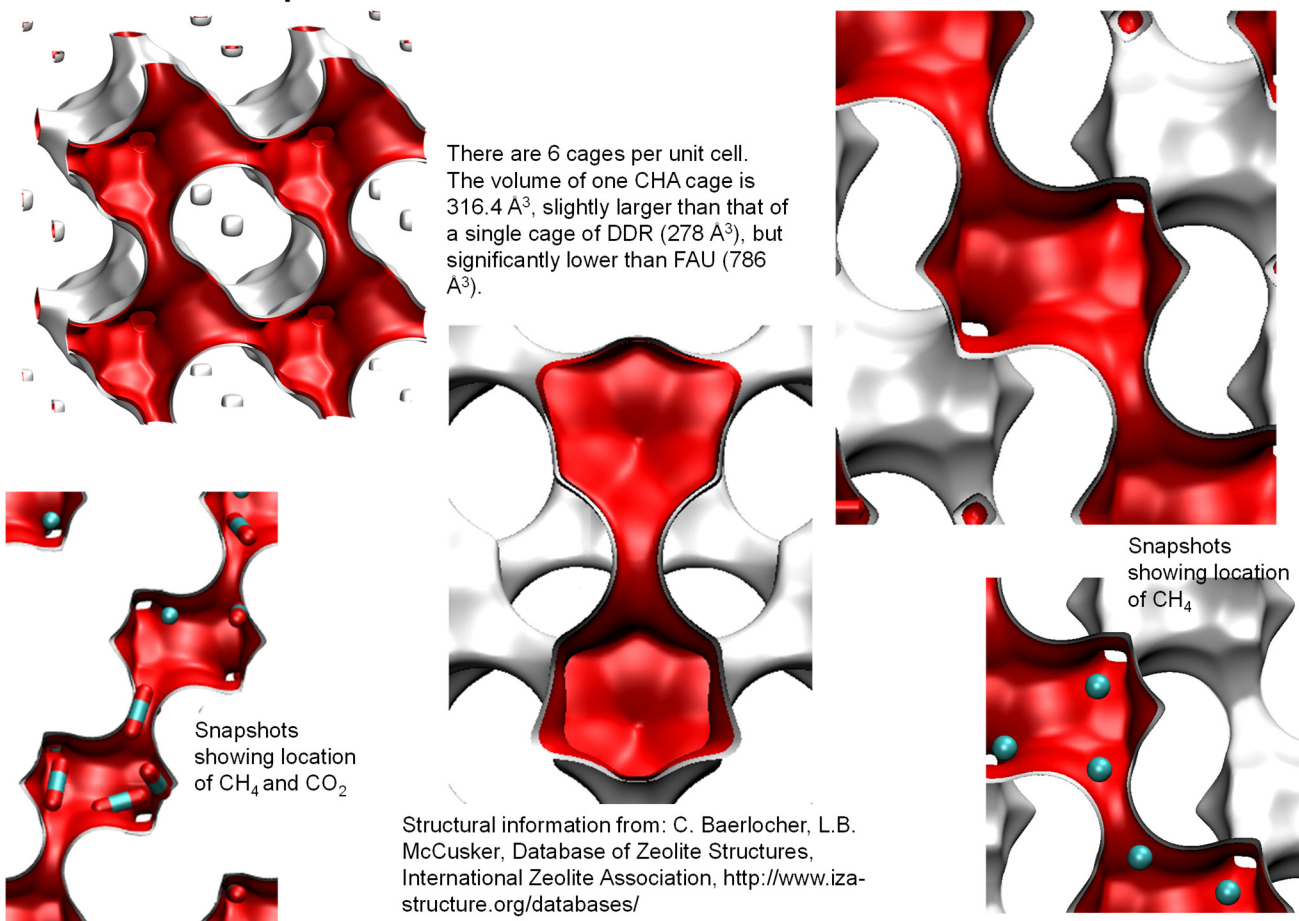 There are 6 cages per unit cell.
The volume of one CHA cage is
316.4 Å³, slightly larger than that of
a single cage of DDR (278 Å³), but
significantly lower than FAU (786
Å³).
Snapshots
showing location
of CH₄
Snapshots
showing location
of CH₄ and CO₂
Structural information from: C. Baerlocher, L.B.
McCusker, Database of Zeolite Structures,
International Zeolite Association, http://www.iza-
structure.org/databases/